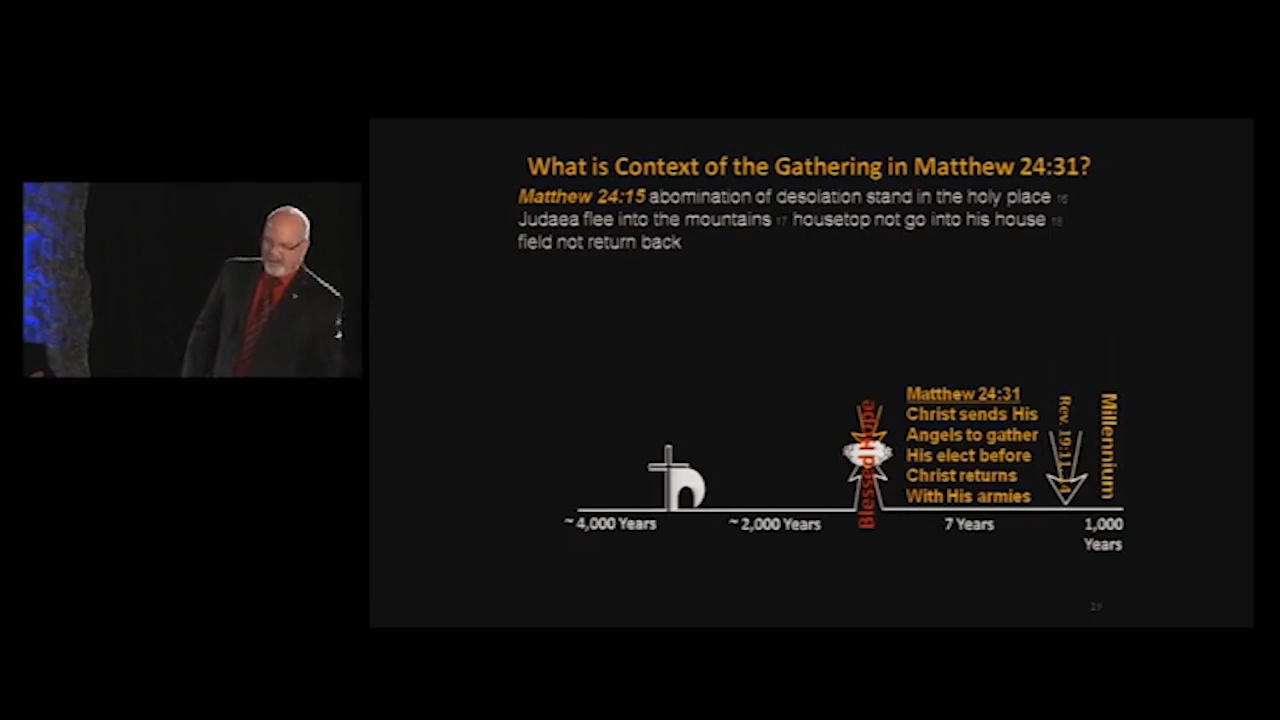 What is Context of the Gathering in Matthew 24:31?
Matthew 24:15 abomination of desolation stand in the holy place 16
Judaea flee into the mountains 17 housetop not go into his house 18
field not return back
Matthew 24:31
Christ sends His
Angels to gather
His elect before
Christ returns
With His armies
Blessed Hope
Rev. 19:11-14
Millennium
~ 4,000 Years
~ 2,000 Years
7 Years
1,000
Years